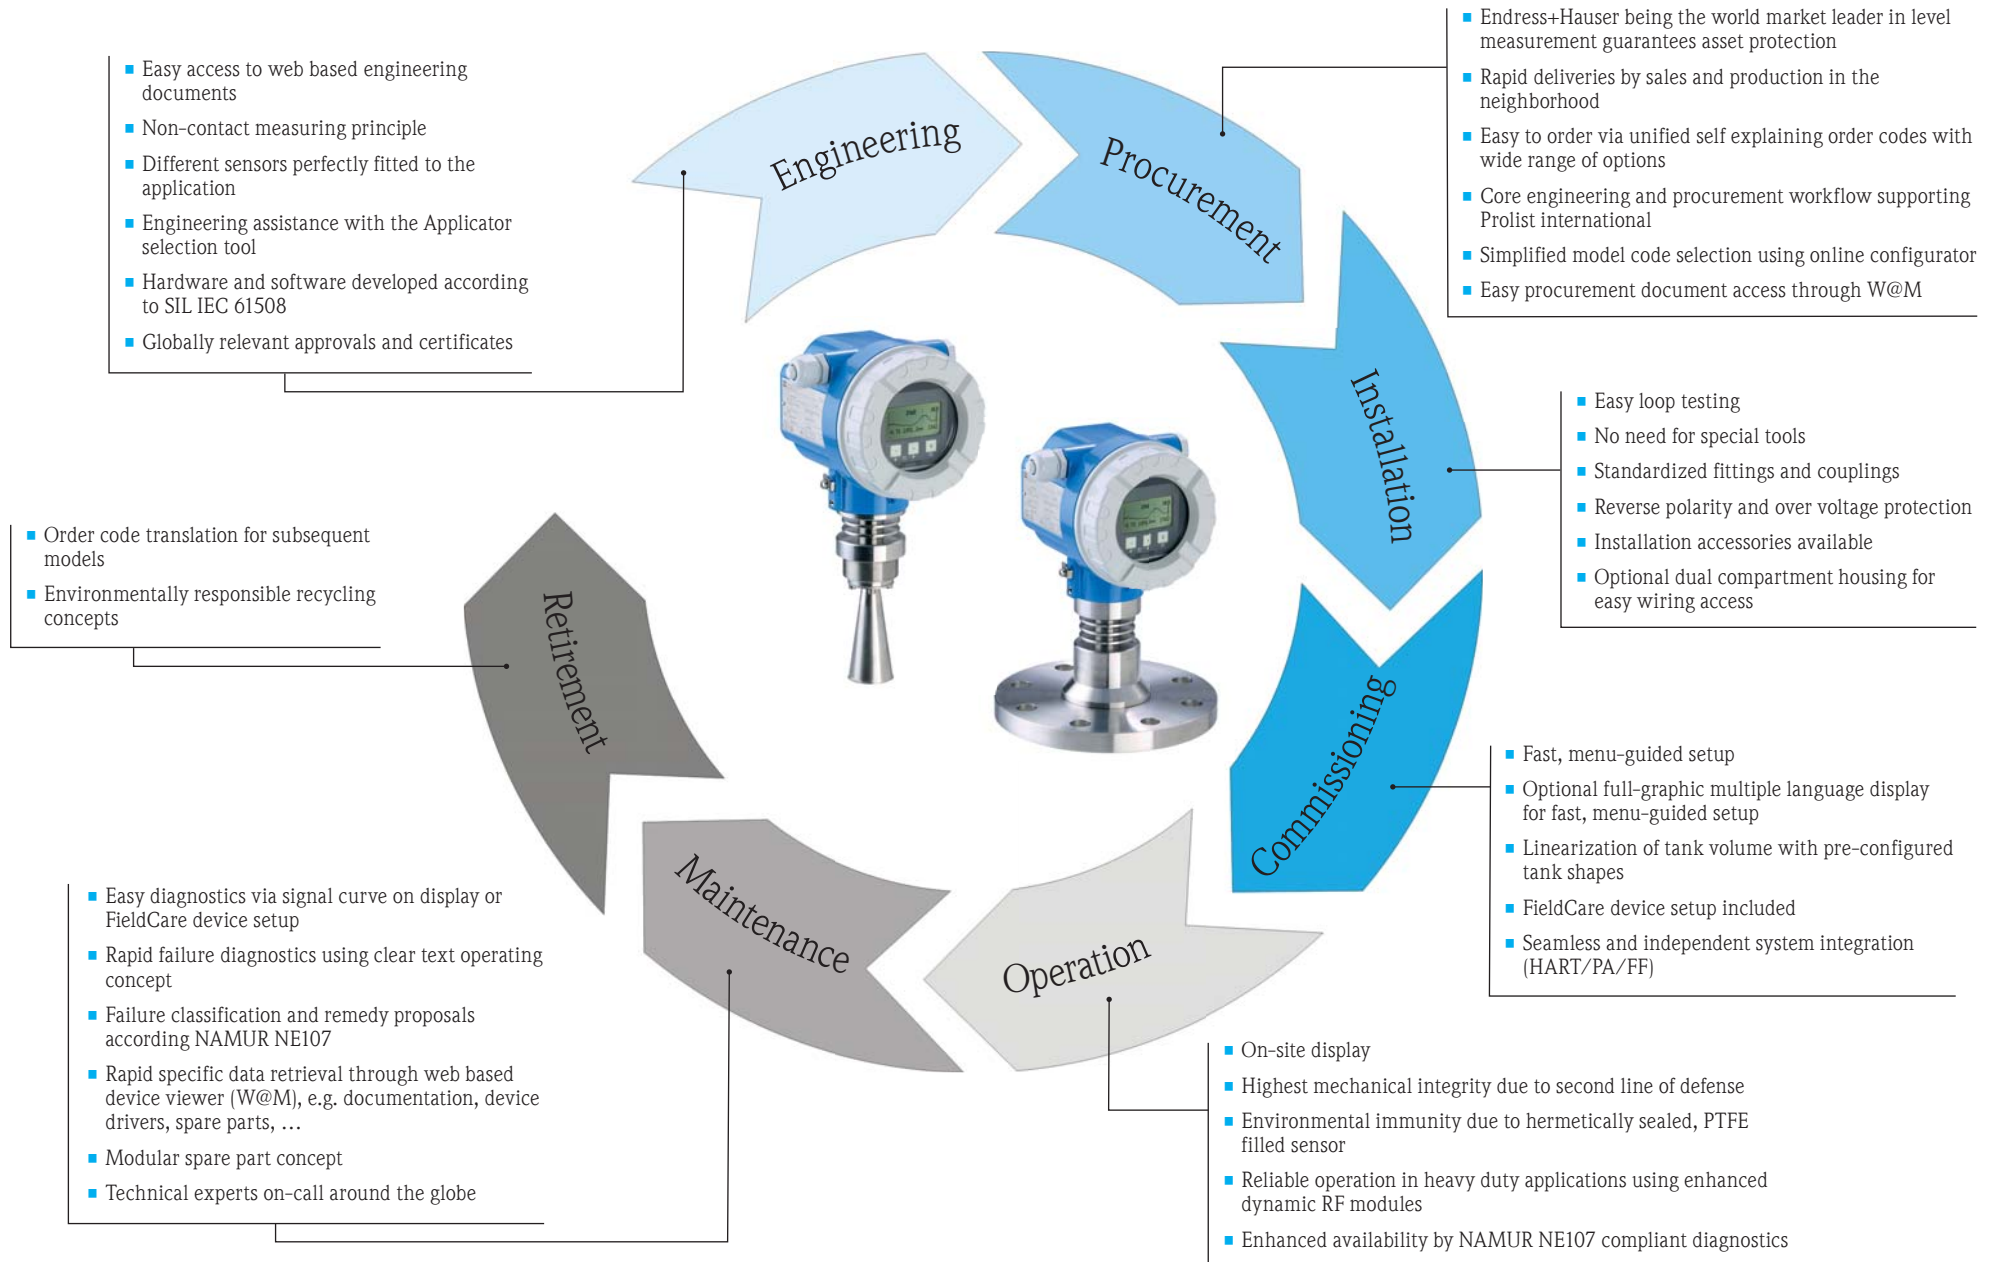 Engineering
Easy access to web based engineering
documents
Non-contact measuring principle
Different sensors perfectly fitted to the
application
Engineering assistance with the Applicator
selection tool
Hardware and software developed according
to SIL IEC 61508
Globally relevant approvals and certificates
Procurement
Endress+Hauser being the world market leader in level
measurement guarantees asset protection
Rapid deliveries by sales and production in the
neighborhood
Easy to order via unified self explaining order codes with
wide range of options
Core engineering and procurement workflow supporting
Prolist international
Simplified model code selection using online configurator
Easy procurement document access through W@M
Installation
Easy loop testing
No need for special tools
Standardized fittings and couplings
Reverse polarity and over voltage protection
Installation accessories available
Optional dual compartment housing for
easy wiring access
Commissioning
Fast, menu-guided setup
Optional full-graphic multiple language display
for fast, menu-guided setup
Linearization of tank volume with pre-configured
tank shapes
FieldCare device setup included
Seamless and independent system integration
(HART/PA/FF)
Operation
On-site display
Highest mechanical integrity due to second line of defense
Environmental immunity due to hermetically sealed, PTFE
filled sensor
Reliable operation in heavy duty applications using enhanced
dynamic RF modules
Enhanced availability by NAMUR NE107 compliant diagnostics
Maintenance
Easy diagnostics via signal curve on display or
FieldCare device setup
Rapid failure diagnostics using clear text operating
concept
Failure classification and remedy proposals
according NAMUR NE107
Rapid specific data retrieval through web based
device viewer (W@M), e.g. documentation, device
drivers, spare parts, …
Modular spare part concept
Technical experts on-call around the globe
Retirement
Order code translation for subsequent
models
Environmentally responsible recycling
concepts